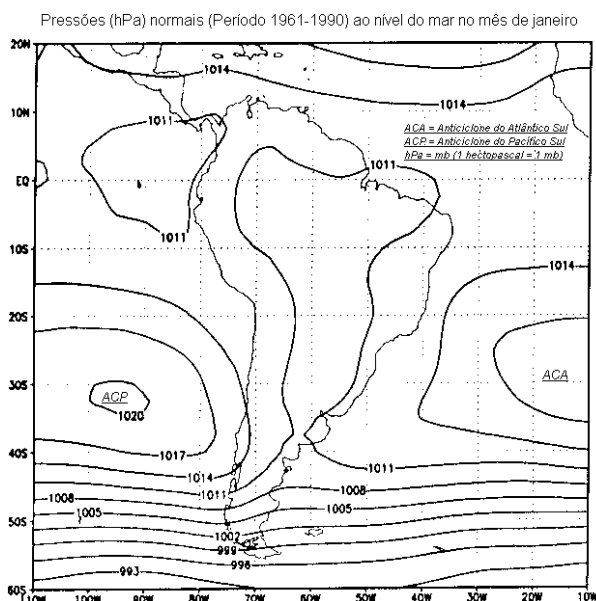 Pressões (hPa) normais (Período 1961-1990) ao nível do mar no mês de janeiro
20N
1014
1014
10N
1011
ACA = Anticiclone do Atlântico Sul
ACP = Anticiclone do Pacífico Sul
hPa = mb (1 hectopascal = 1 mb)
1011
EQ
1011
10S
1014
20S
30S
ACP
ACA
1020
40S
1017
1014
1011
1011
1008
1008
1005
1005
50S
1002
999
996
993
60S
110W 100W 90W 80W 70W 60W 50W 40W 30W 20W 10W